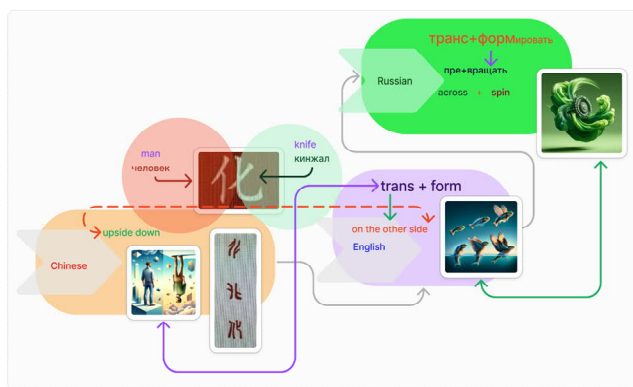 транс+формировать
пре+вращать
Russian
across + spin
man
человек
化
knife
кинжал
trans + form
upside down
on the other side
English
Chinese